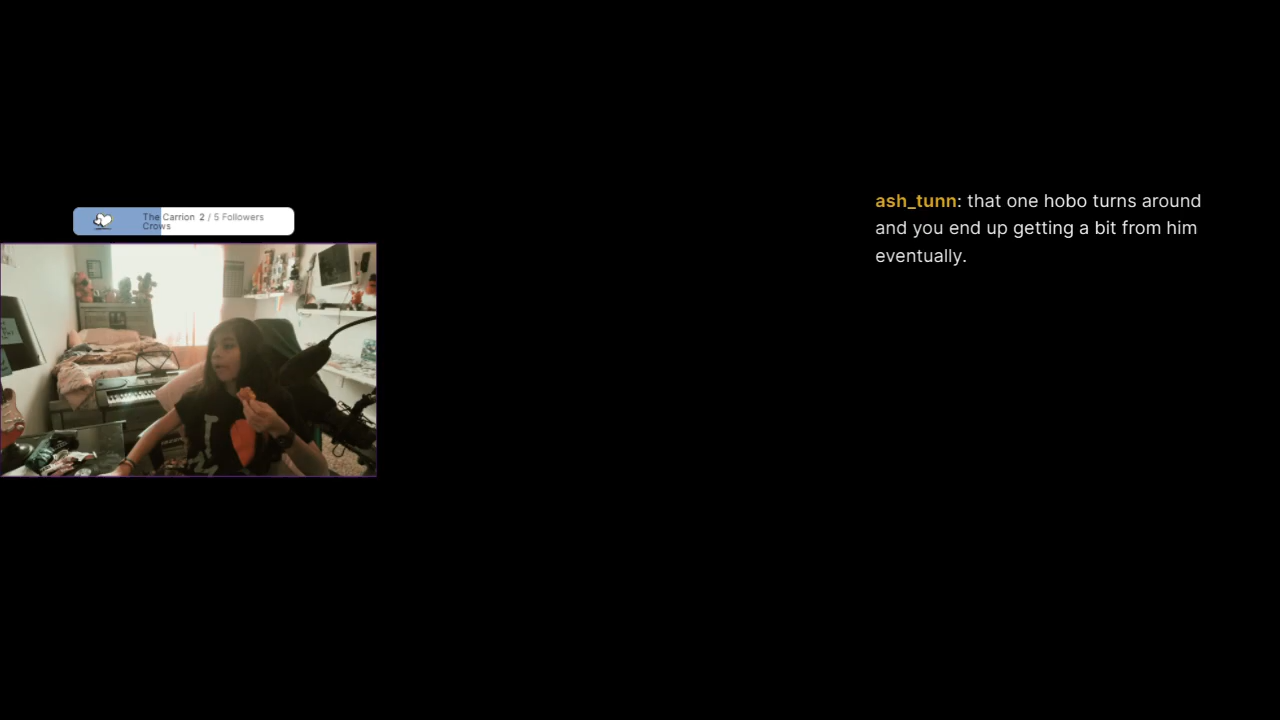 The Carrion 2 / 5 Followers
Crows
ash_tunn: that one hobo turns around
and you end up getting a bit from him
eventually.